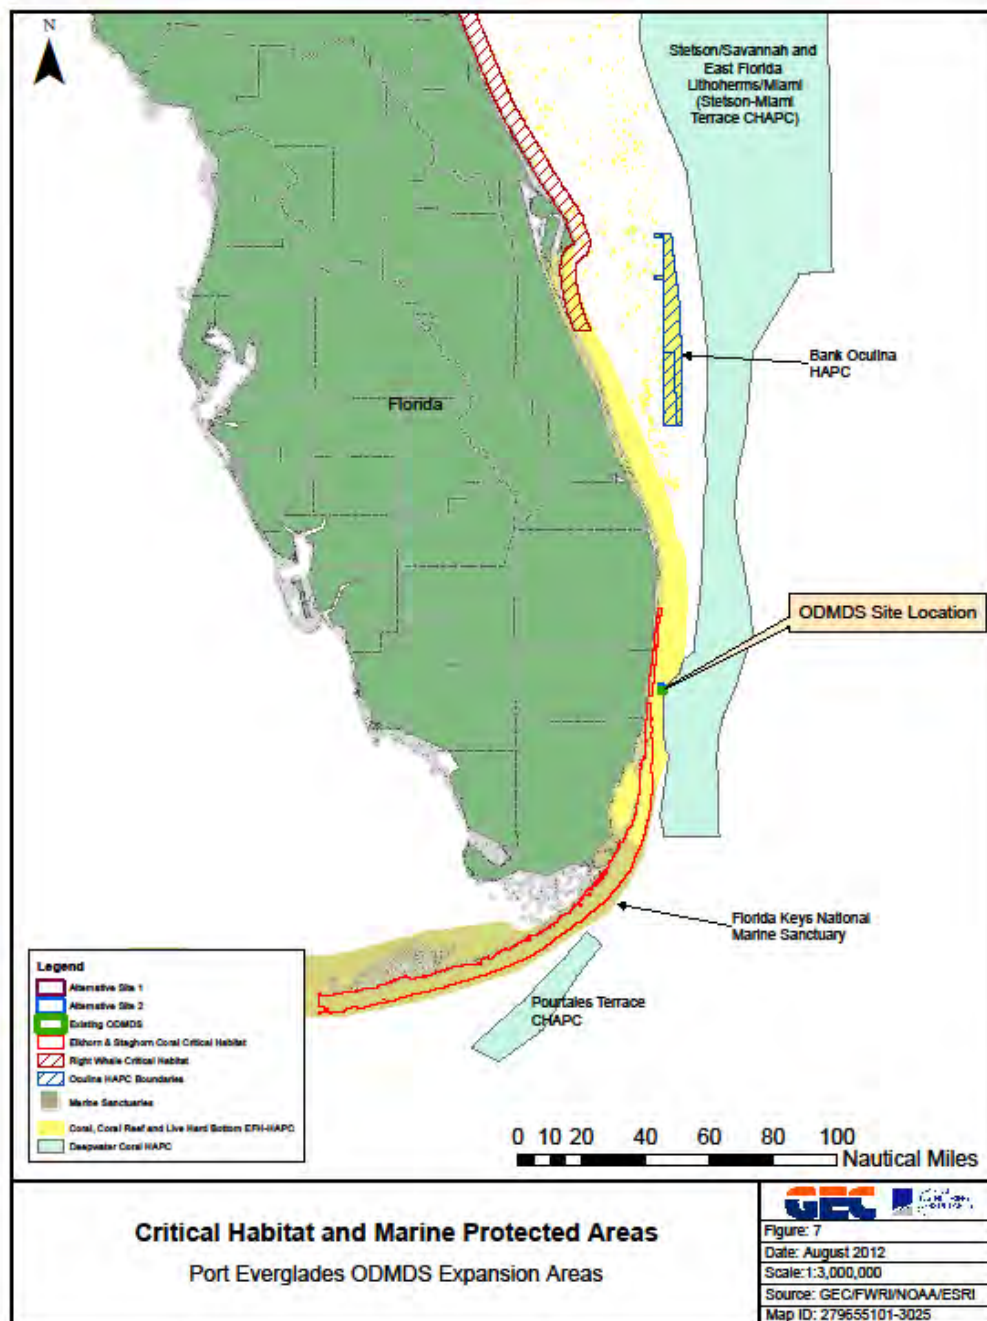 N
Stetson/Savannah and
East Florida
Lithoherms/Miami
(Stetson-Miami
Terrace CHAPC)
Bank Oculina
HAPC
Florida
ODMDS Site Location
Florida Keys National
Marine Sanctuary
Pourtales Terrace
CHAPC
Legend
Alternative Site 1
Alternative Site 2
Existing ODMDS
Elkhorn & Staghorn Coral Critical Habitat
Right Whale Critical Habitat
Oculina HAPC Boundaries
Marine Sanctuaries
Coral, Coral Reef and Live Hard Bottom EFH-HAPC
Deepwater Coral HAPC
0 10 20 40 60 80 100
Nautical Miles
Critical Habitat and Marine Protected Areas
Port Everglades ODMDS Expansion Areas
GEC
Figure: 7
Date: August 2012
Scale:1:3,000,000
Source: GEC/FWRI/NOAA/ESRI
Map ID: 279655101-3025